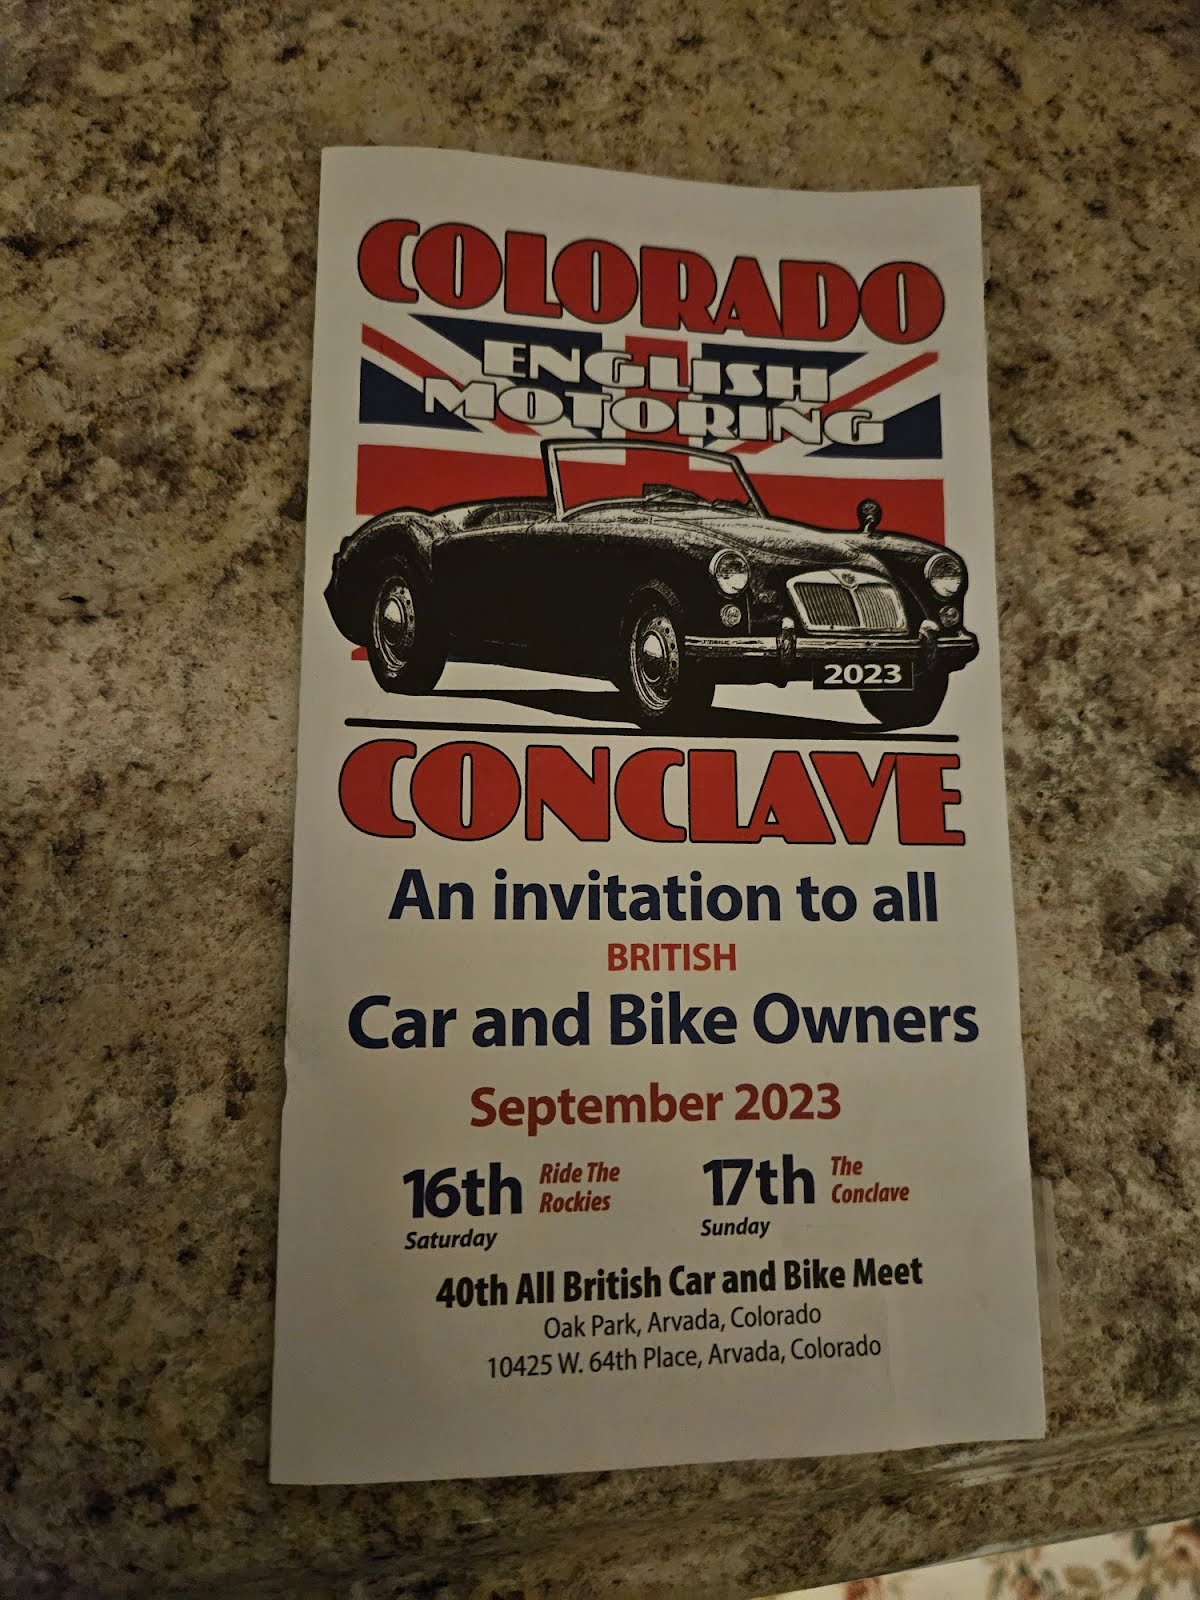 COLORADO
ENGLISH
MOTORING
2023
CONCLAVE
An invitation to all
BRITISH
Car and Bike Owners
September 2023
16th Ride The
Rockies
Saturday
17th The
Conclave
Sunday
40th All British Car and Bike Meet
Oak Park, Arvada, Colorado
10425 W. 64th Place, Arvada, Colorado